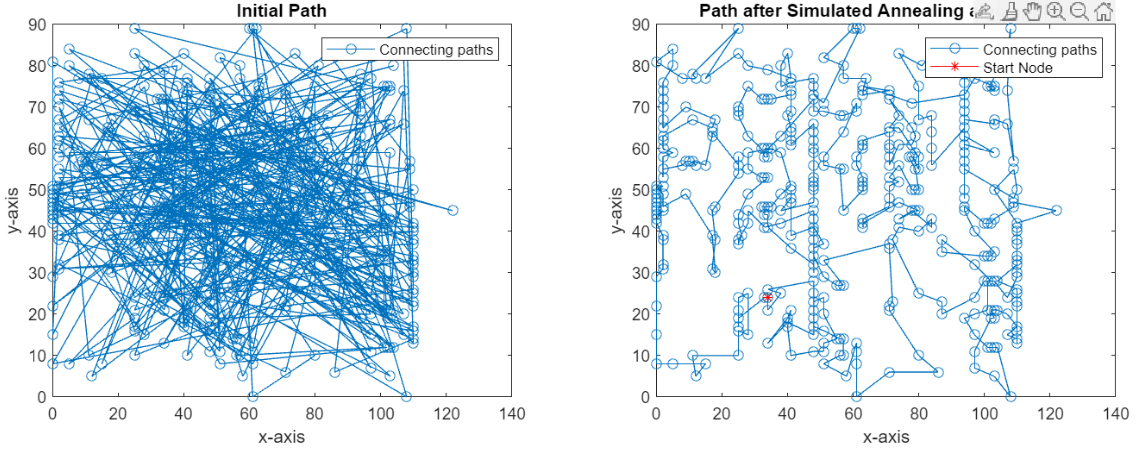 Initial Path
Connecting paths
90
80
70
60
50
40
30
20
10
0
y-axis
0 20 40 60 80 100 120 140
x-axis
Path after Simulated Annealing a
Connecting paths
Start Node
90
80
70
60
50
40
30
20
10
0
y-axis
0 20 40 60 80 100 120 140
x-axis